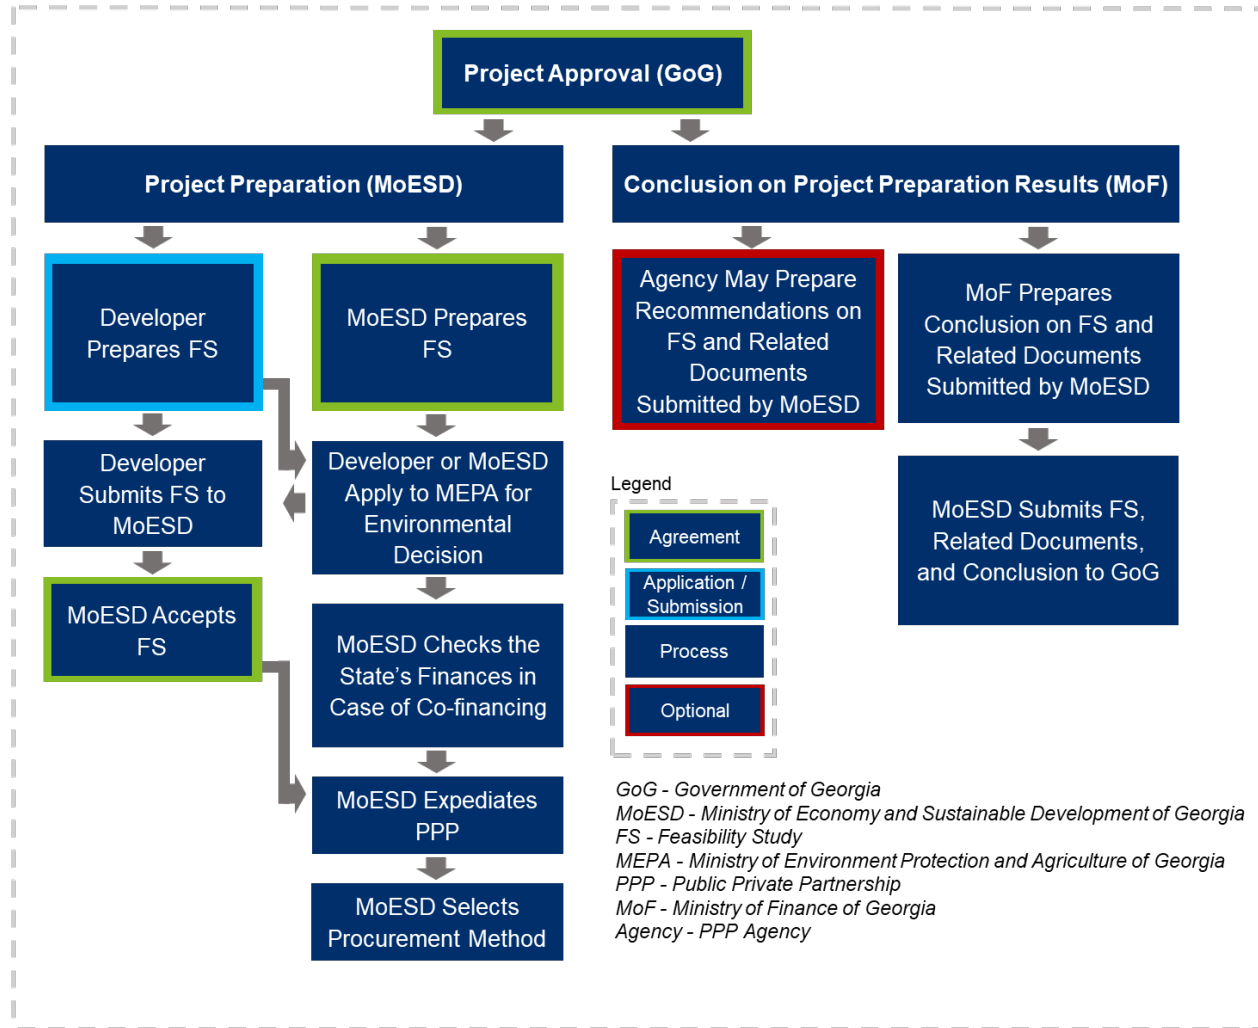 Project Approval (GoG)
Project Preparation (MoESD)
Conclusion on Project Preparation Results (MoF)
Developer
Prepares FS
MoESD Prepares
FS
Agency May Prepare
Recommendations on
FS and Related
Documents
Submitted by MoESD
MoF Prepares
Conclusion on FS and
Related Documents
Submitted by MoESD
Developer
Submits FS to
MoESD
Developer or MoESD
Apply to MEPA for
Environmental
Decision
MoESD Submits FS,
Related Documents,
and Conclusion to GoG
MoESD Accepts
FS
MoESD Checks the
State's Finances in
Case of Co-financing
MoESD Expediates
PPP
MoESD Selects
Procurement Method
Legend
Agreement
Application /
Submission
Process
Optional
GoG - Government of Georgia
MoESD - Ministry of Economy and Sustainable Development of Georgia
FS - Feasibility Study
MEPA - Ministry of Environment Protection and Agriculture of Georgia
PPP - Public Private Partnership
MoF - Ministry of Finance of Georgia
Agency - PPP Agency